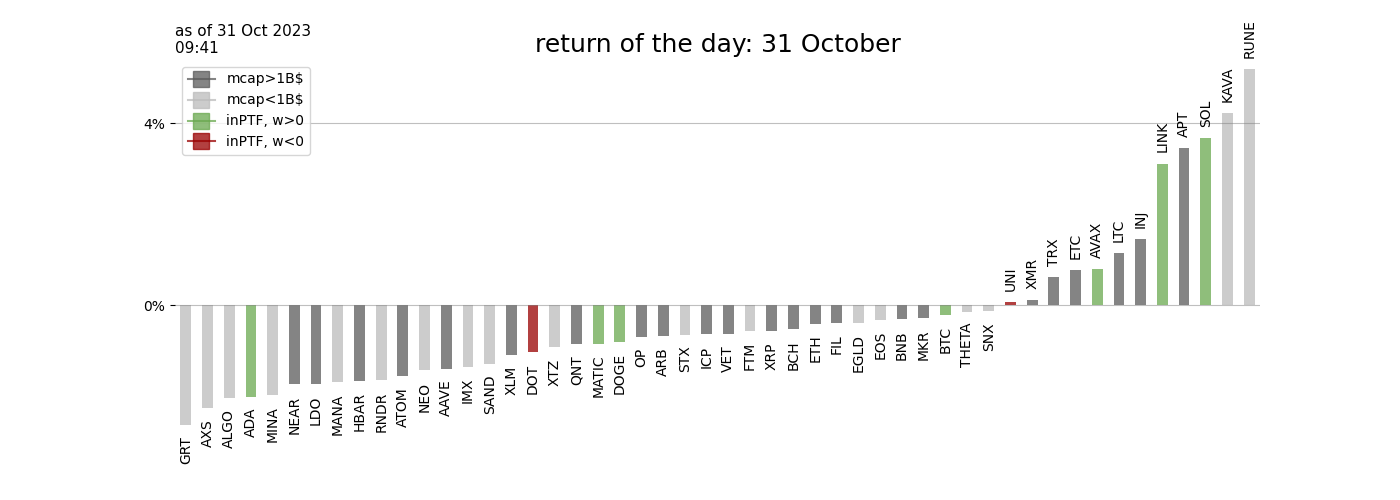 as of 31 Oct 2023
09:41
return of the day: 31 October
mcap>1B$
mcap<1B$
inPTF, w>0
inPTF, w<0
4%
0%
GRT
AXS
ALGO
ADA
MINA
NEAR
LDO
MANA
HBAR
RNDR
ATOM
NEO
AAVE
IMX
SAND
XLM
DOT
XTZ
QNT
MATIC
DOGE
OP
ARB
STX
ICP
VET
FTM
XRP
BCH
ETH
FIL
EGLD
EOS
BNB
MKR
BTC
THETA
SNX
UNI
XMR
TRX
ETC
AVAX
LTC
INJ
LINK
APT
SOL
KAVA
RUNE